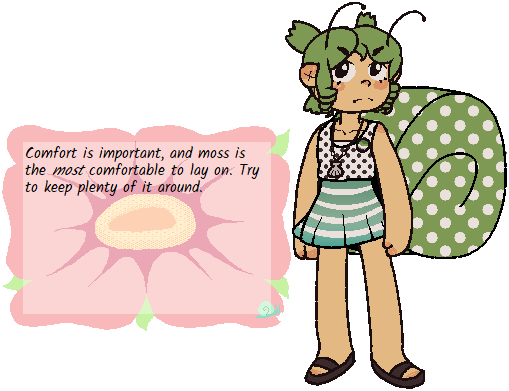 Comfort is important, and moss is
the most comfortable to lay on. Try
to keep plenty of it around.